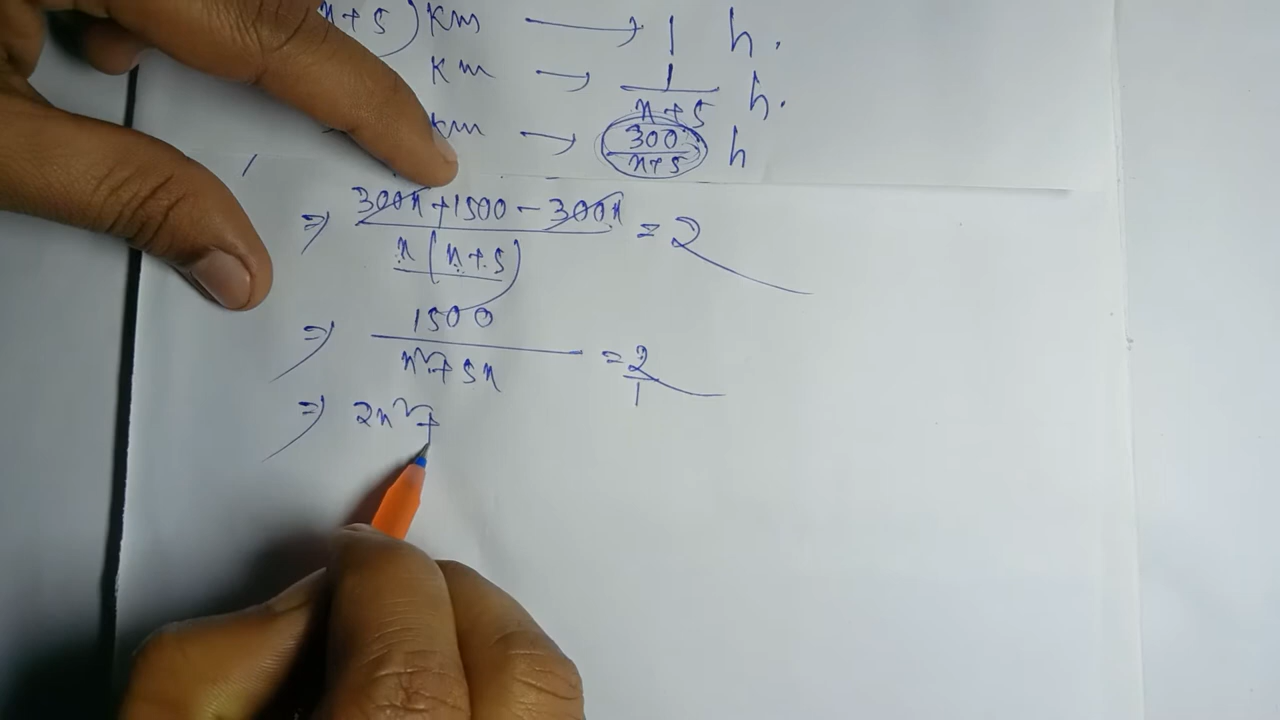 x+5) km → 1 h.
km → 1/(x+5) h.
km → 300/(x+5) h
⇒ (300x+1500-300x)/(x(x+5)) = 2
⇒ 1500/(x²+5x) = 2/1
⇒ 2x²+